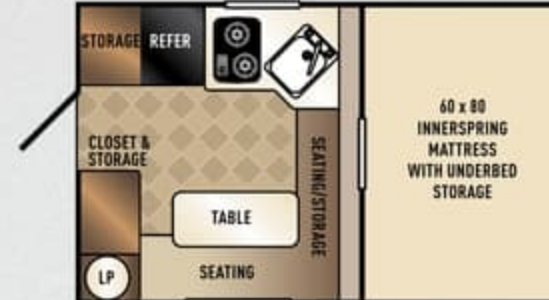 STORAGE
REFER
60 x 80
INNERSPRING
MATTRESS
WITH UNDERBED
STORAGE
CLOSET &
STORAGE
SEATING/STORAGE
TABLE
LP
SEATING